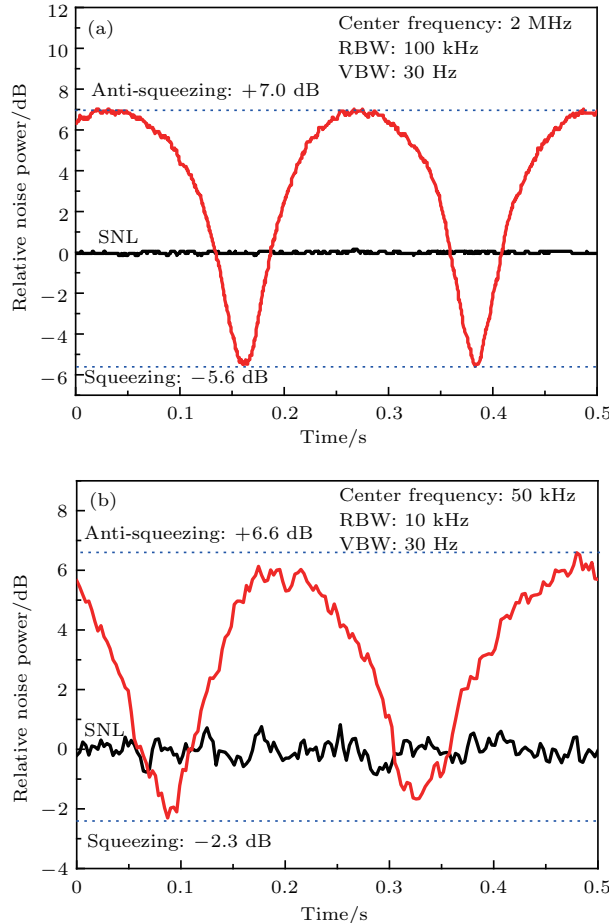 (a)
Center frequency: 2 MHz
RBW: 100 kHz
VBW: 30 Hz
Anti-squeezing: +7.0 dB
SNL
Squeezing: −5.6 dB
Relative noise power/dB
12
10
8
6
4
2
0
−2
−4
−6
0
0.1
0.2
0.3
0.4
0.5
Time/s
(b)
Center frequency: 50 kHz
RBW: 10 kHz
VBW: 30 Hz
Anti-squeezing: +6.6 dB
SNL
Squeezing: −2.3 dB
Relative noise power/dB
8
6
4
2
0
−2
−4
0
0.1
0.2
0.3
0.4
0.5
Time/s